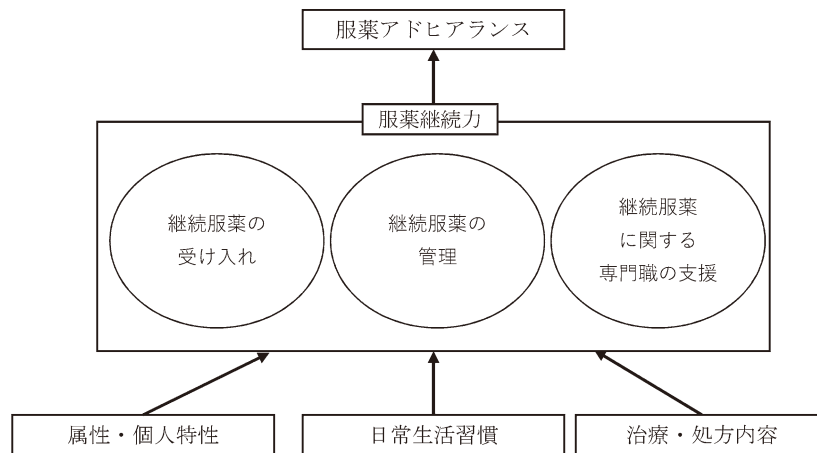 服薬アドヒアランス
服薬継続力
継続服薬の
受け入れ
継続服薬の
管理
継続服薬
に関する
専門職の支援
属性・個人特性
日常生活習慣
治療・処方内容